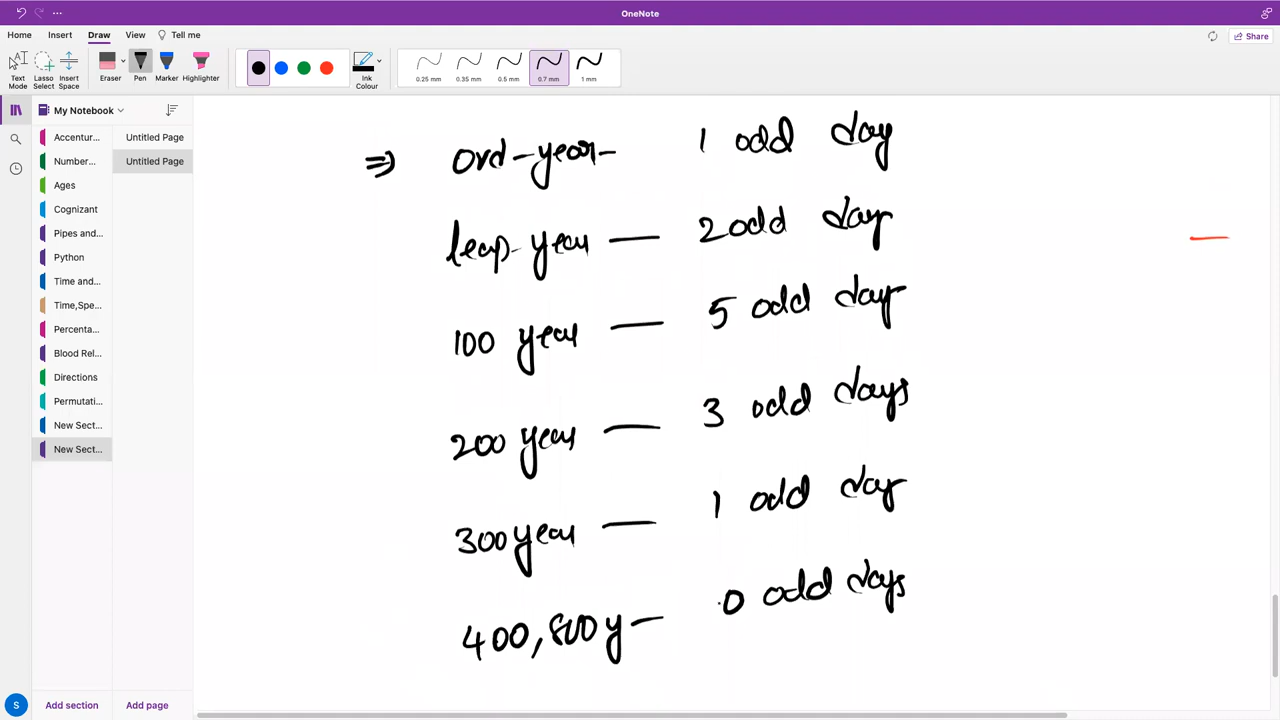 OneNote
Home Insert Draw View Tell me
Share
Text Mode
Lasso Select
Insert Space
Eraser
Pen
Marker
Highlighter
Ink Colour
0.25 mm
0.35 mm
0.5 mm
0.7 mm
1 mm
My Notebook
Accentur...
Number...
Ages
Cognizant
Pipes and...
Python
Time and...
Time,Spe...
Percenta...
Blood Rel...
Directions
Permutati...
New Sect...
New Sect...
Untitled Page
Untitled Page
⇒ ord-year- 1 odd day
leap-year — 2 odd day
100 year — 5 odd day
200 year — 3 odd days
300 year — 1 odd day
400, 800 y — 0 odd days
S
Add section
Add page